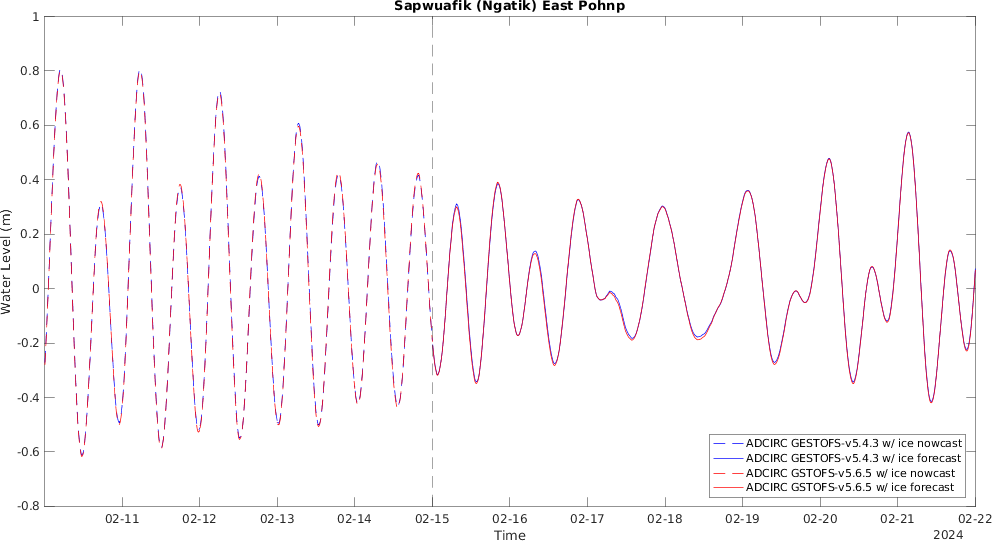 Sapwuafik (Ngatik) East Pohnp
Water Level (m)
1
0.8
0.6
0.4
0.2
0
-0.2
-0.4
-0.6
-0.8
ADCIRC GESTOFS-v5.4.3 w/ ice nowcast
ADCIRC GESTOFS-v5.4.3 w/ ice forecast
ADCIRC GSTOFS-v5.6.5 w/ ice nowcast
ADCIRC GSTOFS-v5.6.5 w/ ice forecast
02-11 02-12 02-13 02-14 02-15 02-16 02-17 02-18 02-19 02-20 02-21 02-22
Time
2024